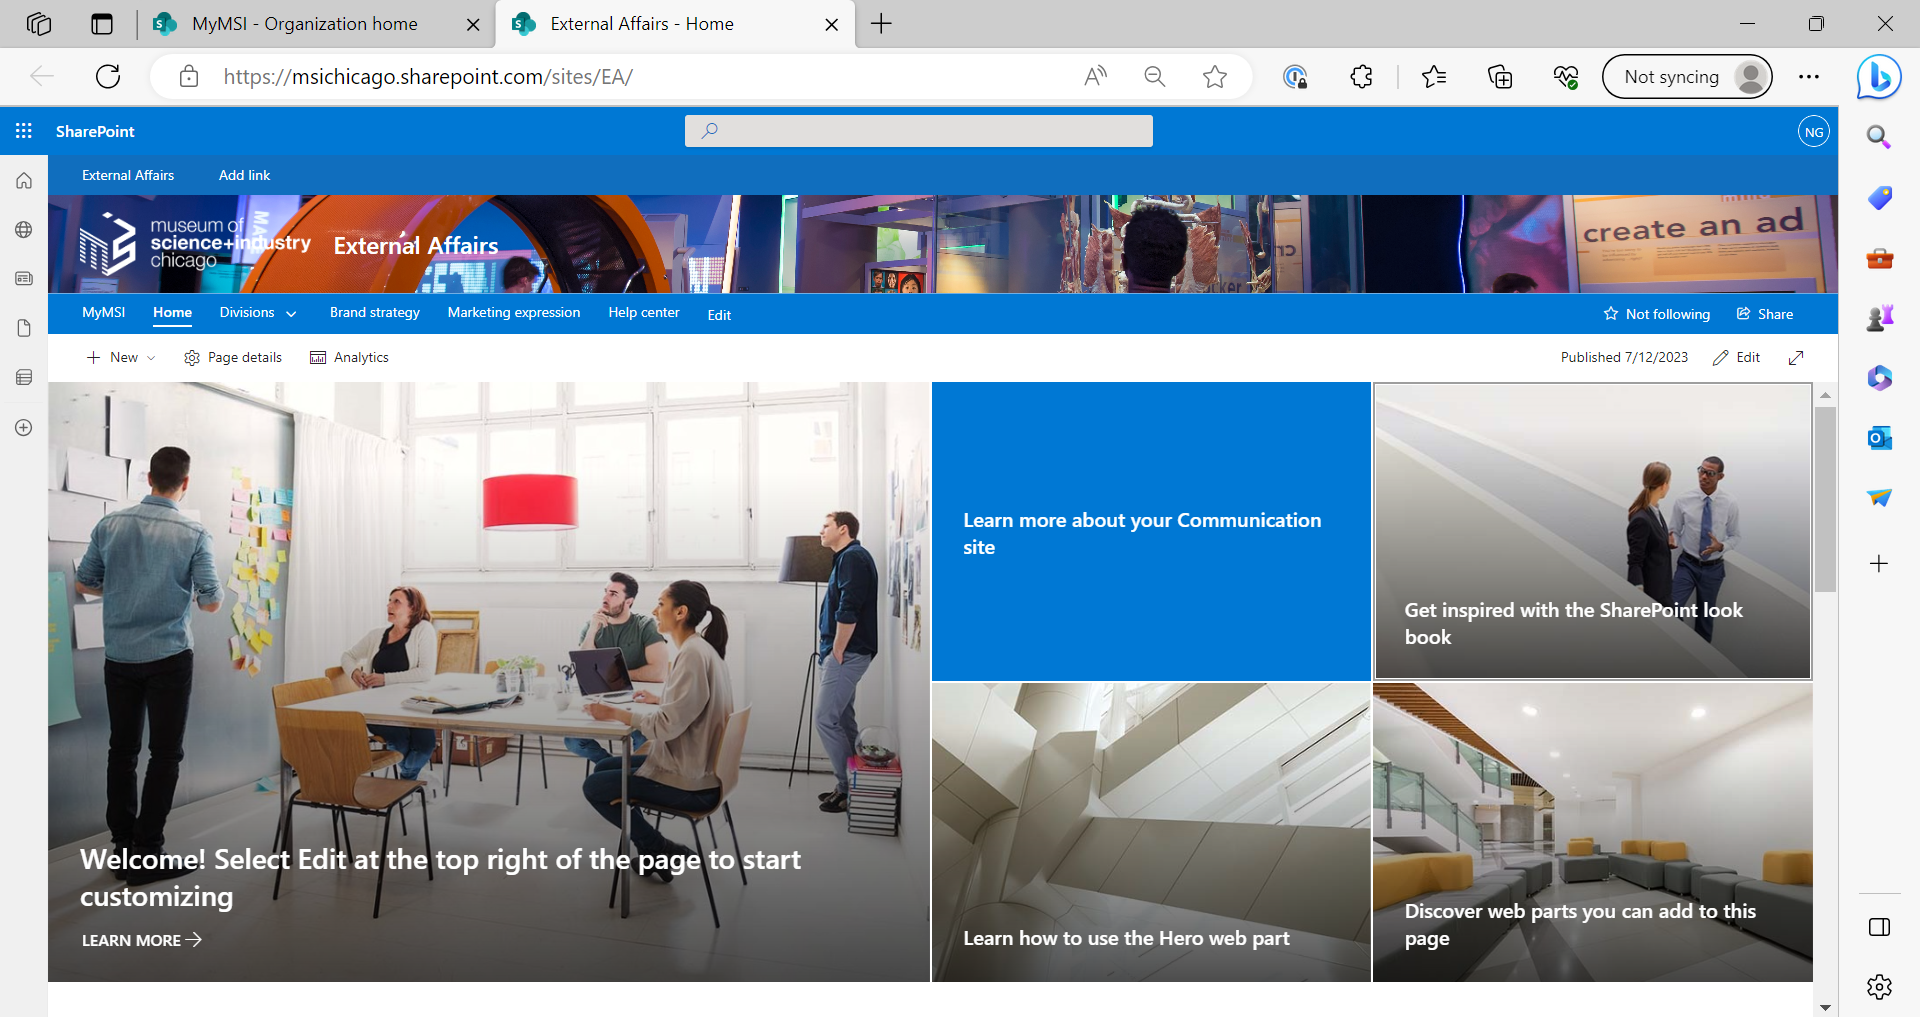 MyMSI - Organization home
External Affairs - Home
https://msichicago.sharepoint.com/sites/EA/
Not syncing
SharePoint
NG
External Affairs
Add link
museum of
science+industry
chicago
External Affairs
create an ad
MyMSI
Home
Divisions
Brand strategy
Marketing expression
Help center
Edit
Not following
Share
New
Page details
Analytics
Published 7/12/2023
Edit
Learn more about your Communication
site
Get inspired with the SharePoint look
book
Welcome! Select Edit at the top right of the page to start
customizing
LEARN MORE
Learn how to use the Hero web part
Discover web parts you can add to this
page